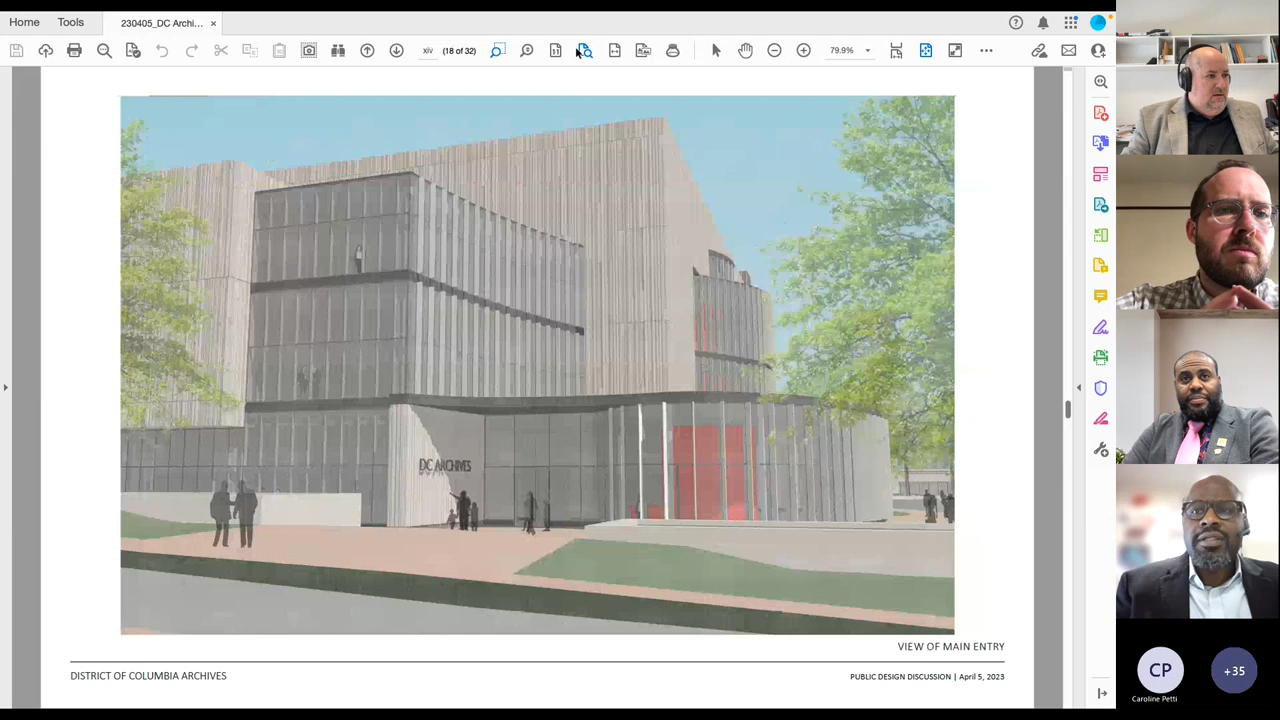 Home
Tools
230405_DC Archi... ×
xiv
(18 of 32)
79.9%
DC ARCHIVES
VIEW OF MAIN ENTRY
DISTRICT OF COLUMBIA ARCHIVES
PUBLIC DESIGN DISCUSSION | April 5, 2023
CP
Caroline Petti
+35